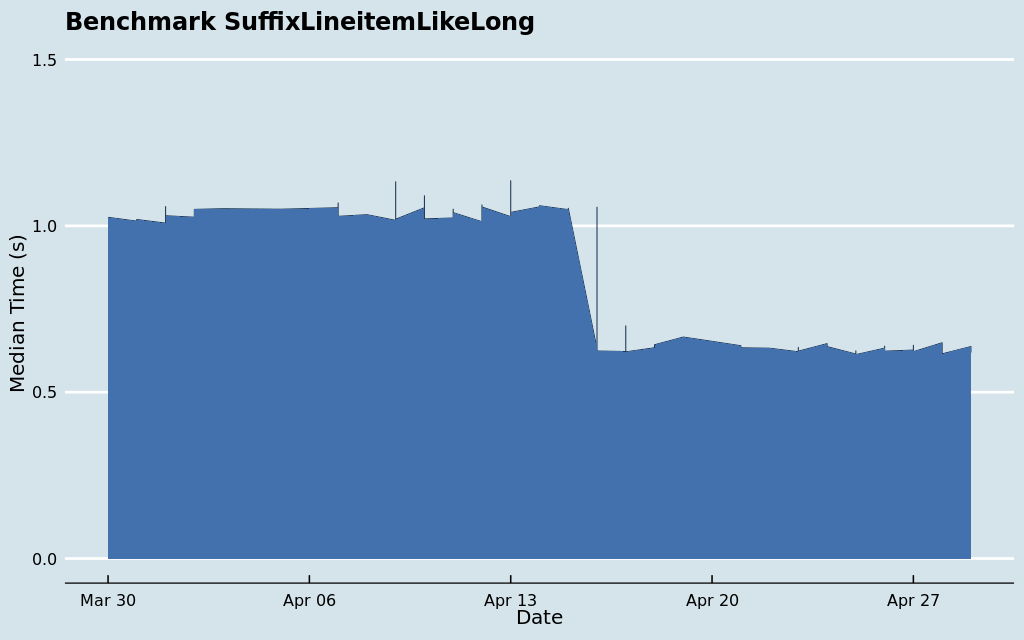 Benchmark SuffixLineitemLikeLong
1.5
1.0
0.5
0.0
Median Time (s)
Mar 30
Apr 06
Apr 13
Apr 20
Apr 27
Date